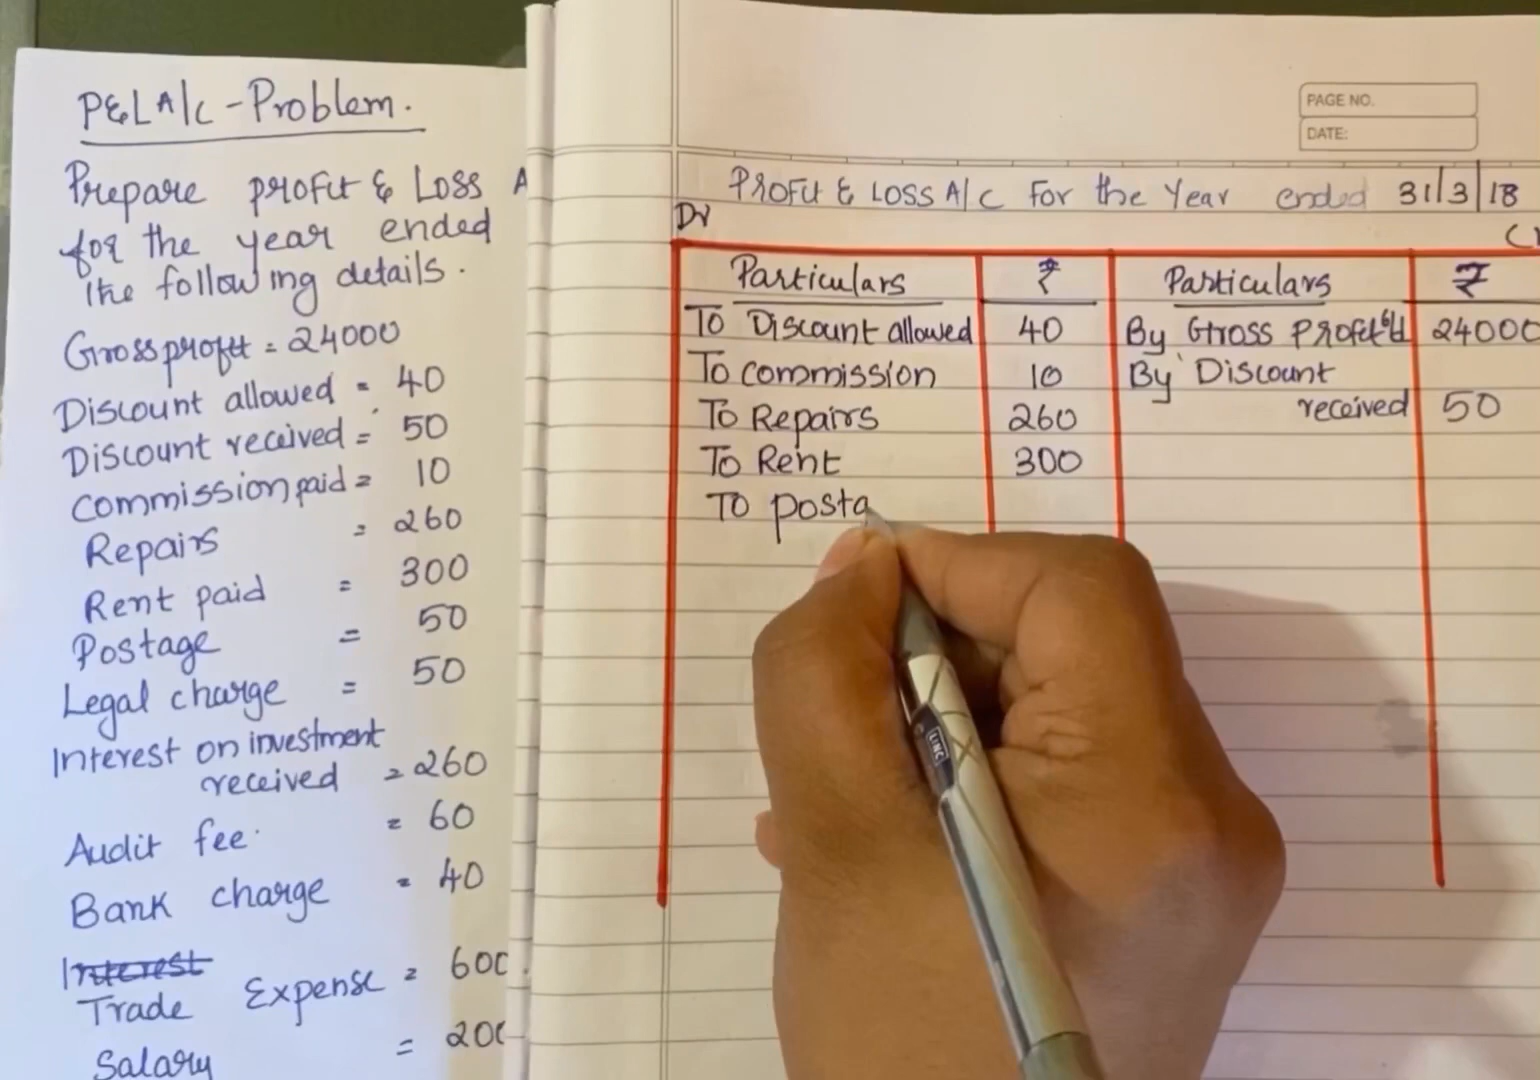 P&L A/c - Problem.
Prepare profit & Loss A
for the year ended
the following details.
Gross profit = 24000
Discount allowed = 40
Discount received = 50
Commission paid = 10
Repairs = 260
Rent paid = 300
Postage = 50
Legal charge = 50
Interest on investment
received = 260
Audit fee = 60
Bank charge = 40
Interest
Trade Expense = 600
Salary = 200
PAGE NO.
DATE:
Profit & LOSS A/C For the Year ended 31/3/18
Dr
Particulars ₹ Particulars ₹
To Discount allowed 40 By Gross Profit b/d 24000
To commission 10 By Discount
received 50
To Repairs 260
To Rent 300
To posta
LINC